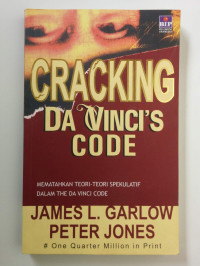 BIP
CRACKING
DA VINCI'S
CODE
MEMATAHKAN TEORI-TEORI SPEKULATIF
DALAM THE DA VINCI CODE
JAMES L. GARLOW
PETER JONES
# One Quarter Million in Print